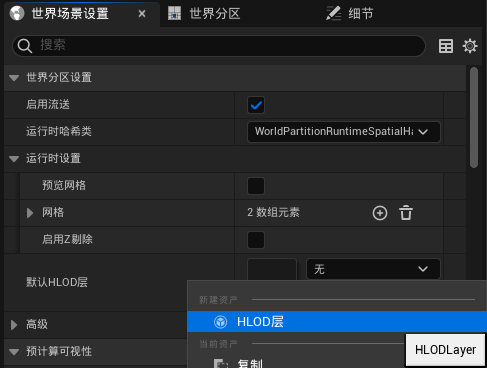 世界场景设置 × 世界分区 细节
搜索
世界分区设置
启用流送
运行时哈希类 WorldPartitionRuntimeSpatialHa
运行时设置
预览网格
网格 2 数组元素
启用Z剔除
默认HLOD层 无
新建资产
HLOD层
高级
当前资产
HLODLayer
预计算可视性
复制